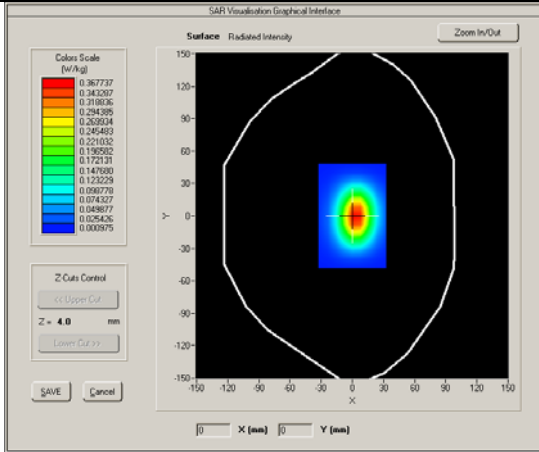 SAR Visualisation Graphical Interface
Surface Radiated Intensity
Zoom In/Out
Colors Scale
(W/kg)
0.367737
0.343287
0.318836
0.294385
0.269934
0.245483
0.221032
0.196582
0.172131
0.147680
0.123229
0.098778
0.074327
0.049877
0.025426
0.000975
150
120
90
60
30
Y
0
-30
-60
-90
-120
-150
-150 -120 -90 -60 -30 0 30 60 90 120 150
X
Z Cuts Control
<< Upper Cut
Z = 4.0 mm
Lower Cut >>
SAVE Cancel
0 X (mm) 0 Y (mm)